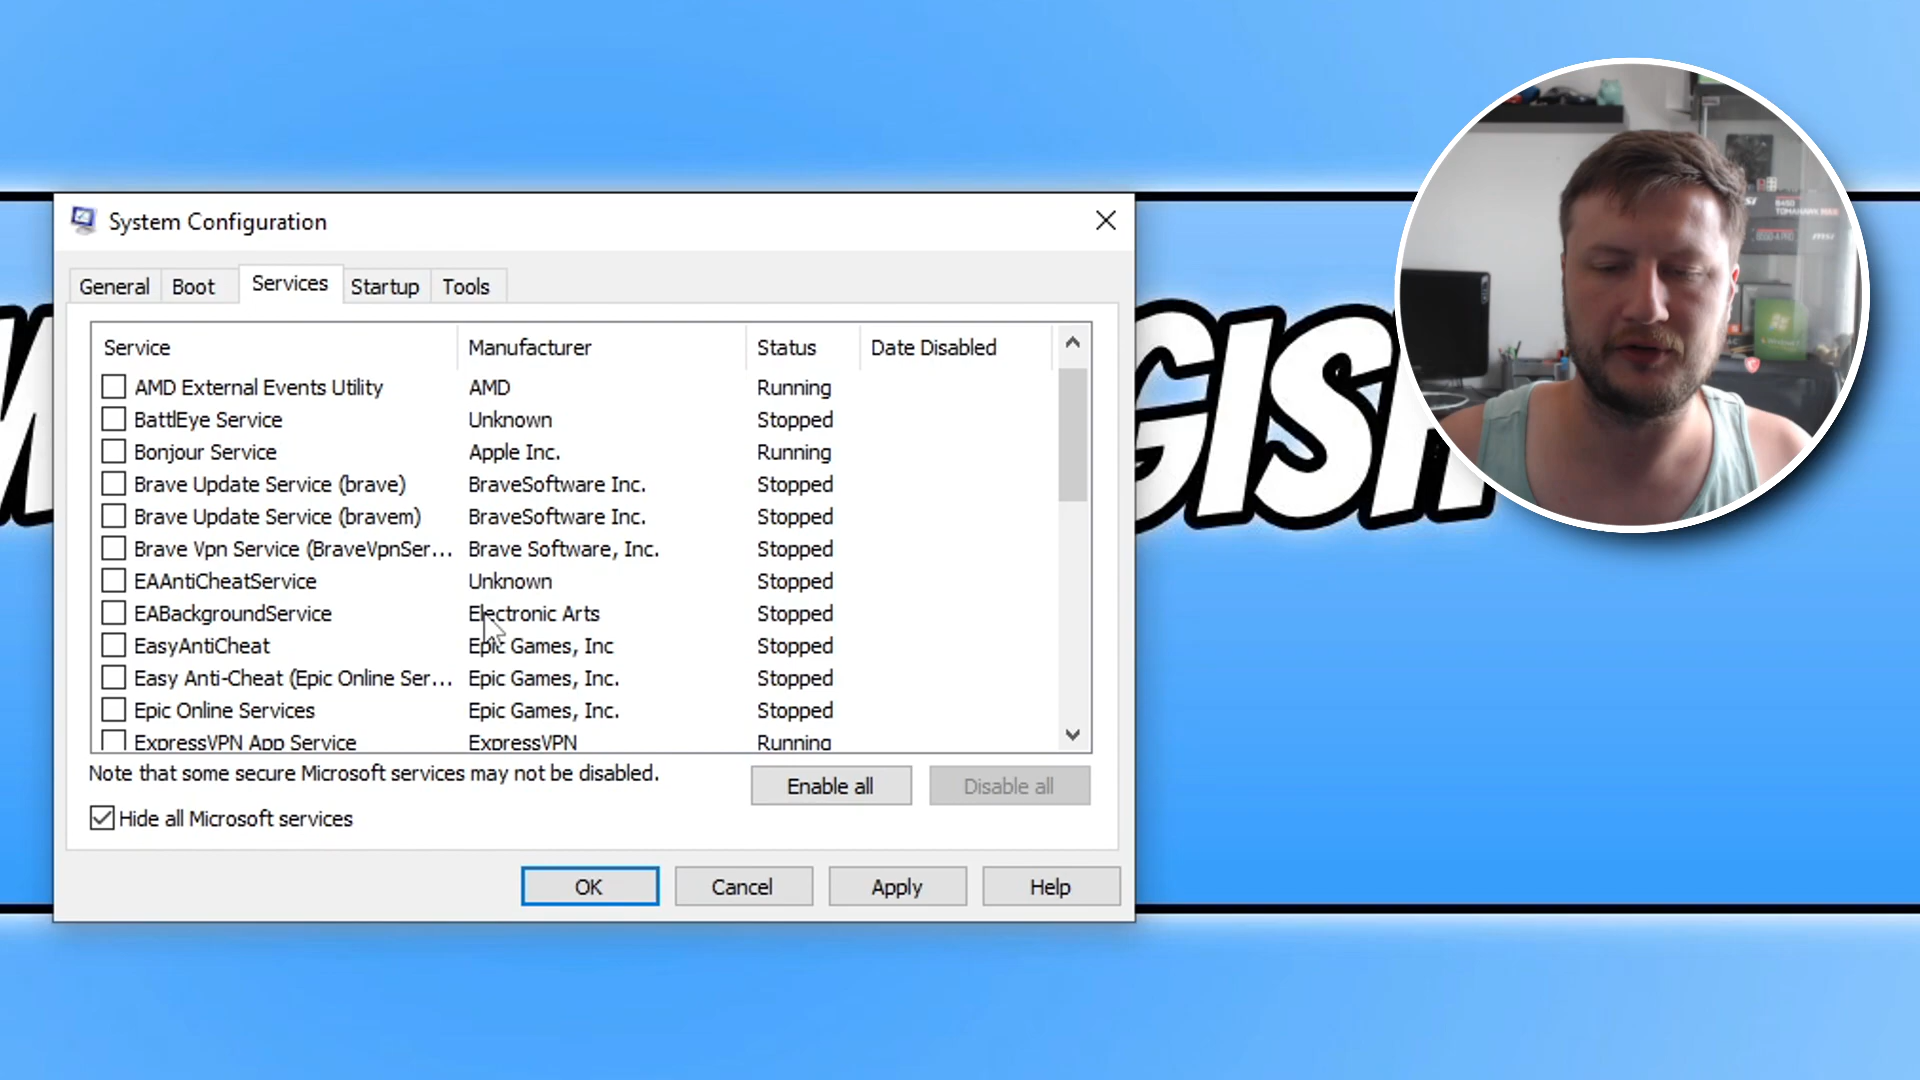 System Configuration
General Boot Services Startup Tools
Service Manufacturer Status Date Disabled
AMD External Events Utility AMD Running
BattlEye Service Unknown Stopped
Bonjour Service Apple Inc. Running
Brave Update Service (brave) BraveSoftware Inc. Stopped
Brave Update Service (bravem) BraveSoftware Inc. Stopped
Brave Vpn Service (BraveVpnSer... Brave Software, Inc. Stopped
EAAntiCheatService Unknown Stopped
EABackgroundService Electronic Arts Stopped
EasyAntiCheat Epic Games, Inc Stopped
Easy Anti-Cheat (Epic Online Ser... Epic Games, Inc. Stopped
Epic Online Services Epic Games, Inc. Stopped
ExpressVPN App Service ExpressVPN Running
Note that some secure Microsoft services may not be disabled.
Enable all Disable all
Hide all Microsoft services
OK Cancel Apply Help
GISH
TOMAHAWK